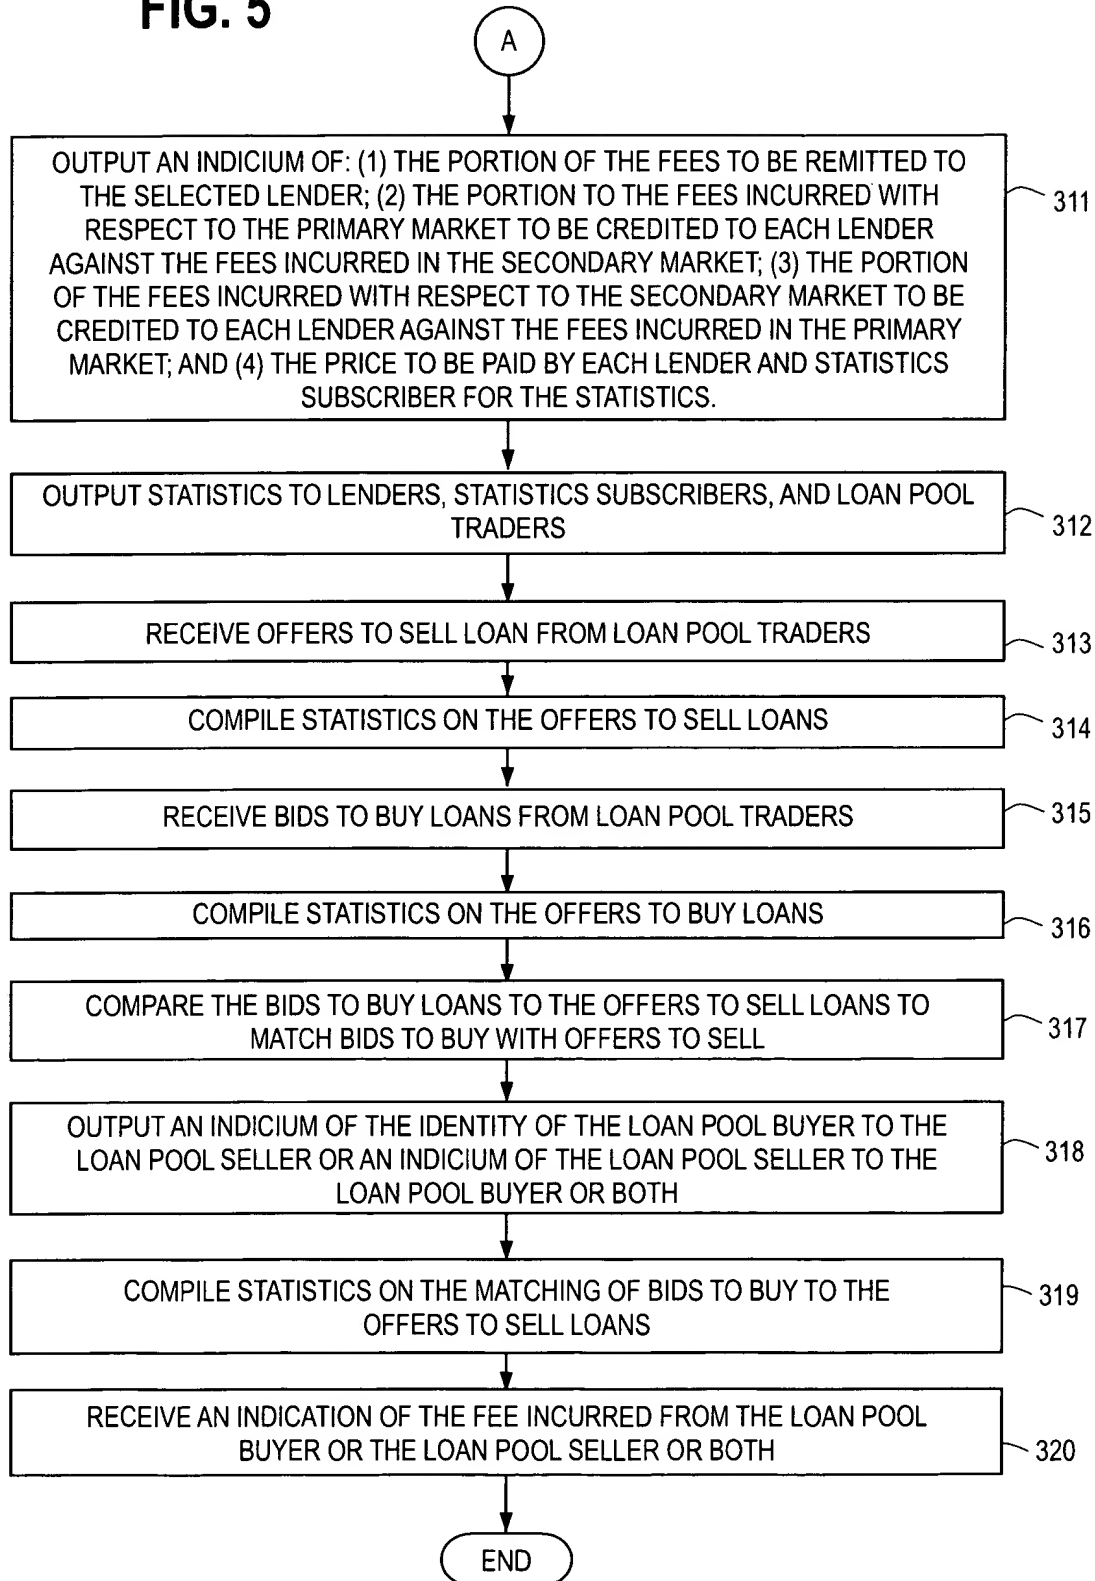 FIG. 5
A
OUTPUT AN INDICIUM OF: (1) THE PORTION OF THE FEES TO BE REMITTED TO
THE SELECTED LENDER; (2) THE PORTION TO THE FEES INCURRED WITH
RESPECT TO THE PRIMARY MARKET TO BE CREDITED TO EACH LENDER
AGAINST THE FEES INCURRED IN THE SECONDARY MARKET; (3) THE PORTION
OF THE FEES INCURRED WITH RESPECT TO THE SECONDARY MARKET TO BE
CREDITED TO EACH LENDER AGAINST THE FEES INCURRED IN THE PRIMARY
MARKET; AND (4) THE PRICE TO BE PAID BY EACH LENDER AND STATISTICS
SUBSCRIBER FOR THE STATISTICS.
311
OUTPUT STATISTICS TO LENDERS, STATISTICS SUBSCRIBERS, AND LOAN POOL
TRADERS
312
RECEIVE OFFERS TO SELL LOAN FROM LOAN POOL TRADERS
313
COMPILE STATISTICS ON THE OFFERS TO SELL LOANS
314
RECEIVE BIDS TO BUY LOANS FROM LOAN POOL TRADERS
315
COMPILE STATISTICS ON THE OFFERS TO BUY LOANS
316
COMPARE THE BIDS TO BUY LOANS TO THE OFFERS TO SELL LOANS TO
MATCH BIDS TO BUY WITH OFFERS TO SELL
317
OUTPUT AN INDICIUM OF THE IDENTITY OF THE LOAN POOL BUYER TO THE
LOAN POOL SELLER OR AN INDICIUM OF THE LOAN POOL SELLER TO THE
LOAN POOL BUYER OR BOTH
318
COMPILE STATISTICS ON THE MATCHING OF BIDS TO BUY TO THE
OFFERS TO SELL LOANS
319
RECEIVE AN INDICATION OF THE FEE INCURRED FROM THE LOAN POOL
BUYER OR THE LOAN POOL SELLER OR BOTH
320
END